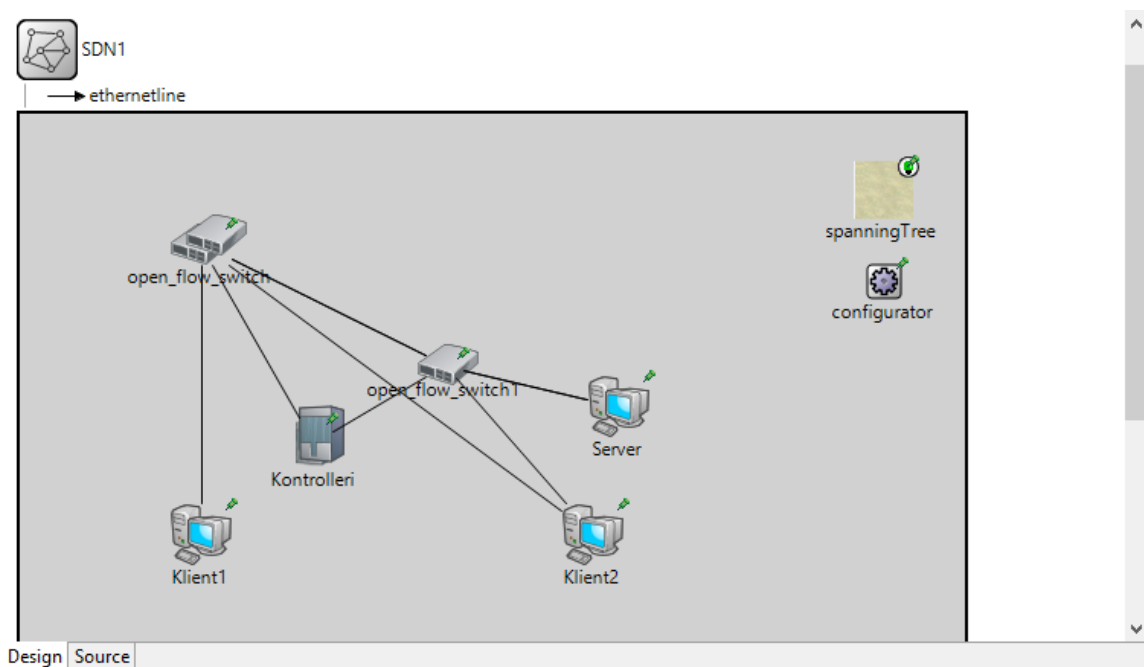 SDN1
ethernetline
spanningTree
open_flow_switch
configurator
open_flow_switch1
Server
Kontrolleri
Klient1
Klient2
Design
Source